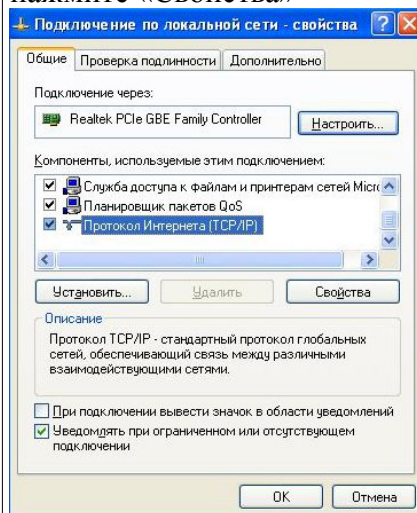 нажмите «Свойства»
Подключение по локальной сети - свойства
Общие Проверка подлинности Дополнительно
Подключение через:
Realtek PCIe GBE Family Controller Настроить...
Компоненты, используемые этим подключением:
Служба доступа к файлам и принтерам сетей Micro
Планировщик пакетов QoS
Протокол Интернета (TCP/IP)
Установить... Удалить Свойства
Описание
Протокол TCP/IP - стандартный протокол глобальных
сетей, обеспечивающий связь между различными
взаимодействующими сетями.
При подключении вывести значок в области уведомлений
Уведомлять при ограниченном или отсутствующем
подключении
OK Отмена